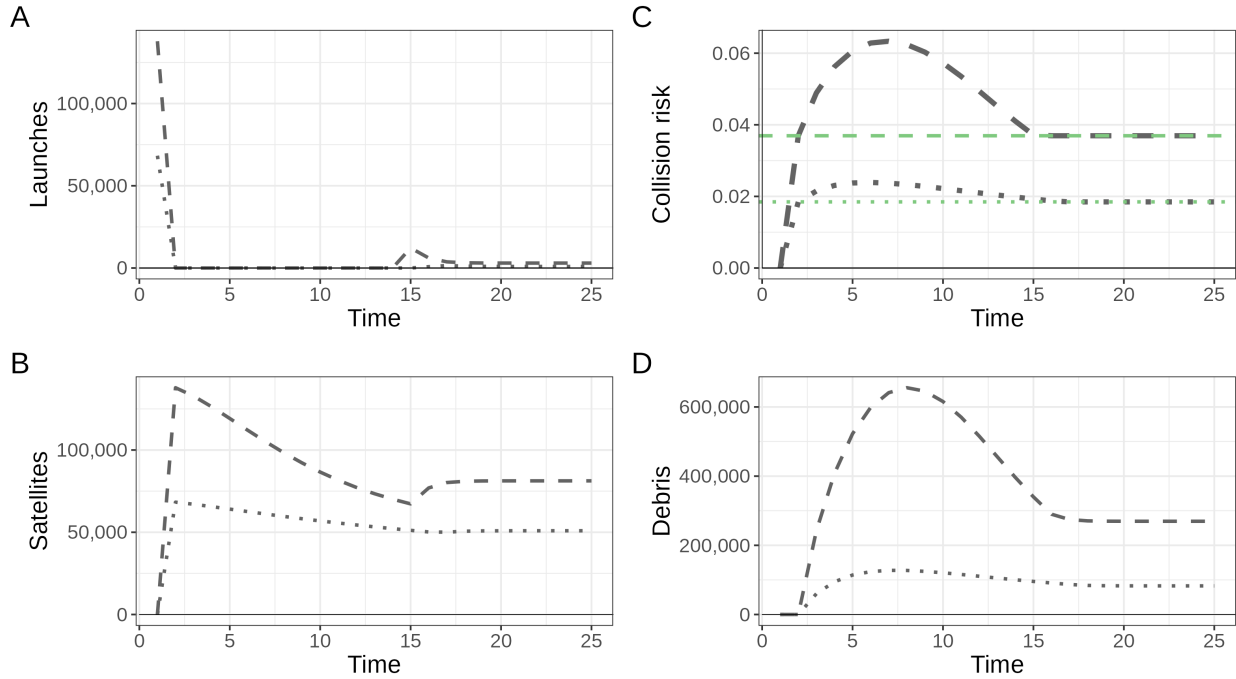 A
Launches
100,000
50,000
0
0 5 10 15 20 25
Time
C
Collision risk
0.06
0.04
0.02
0.00
0 5 10 15 20 25
Time
B
Satellites
100,000
50,000
0
0 5 10 15 20 25
Time
D
Debris
600,000
400,000
200,000
0
0 5 10 15 20 25
Time